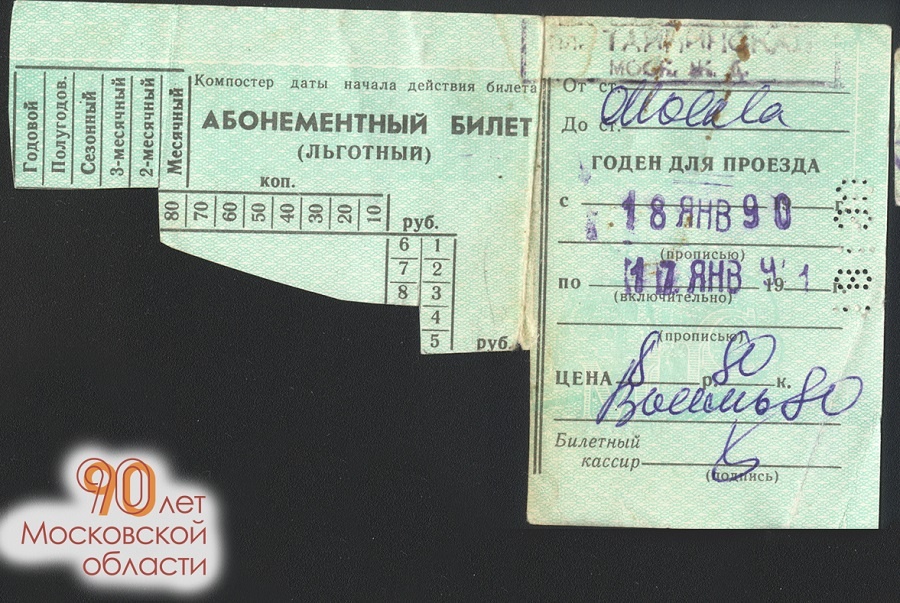 Годовой
Полугодов.
Сезонный
3-месячный
2-месячный
Месячный
Компостер даты начала действия билета
АБОНЕМЕНТНЫЙ БИЛЕТ
(ЛЬГОТНЫЙ)
коп.
80 70 60 50 40 30 20 10
руб.
6 1
7 2
8 3
4
5 руб.
ТАЙНИНСКАЯ
МОСК. Ж. Д.
От ст.
До ст. Москва
ГОДЕН ДЛЯ ПРОЕЗДА
с 18 ЯНВ 90 г.
(прописью)
по 17 ЯНВ 1991 г.
(включительно)
(прописью)
ЦЕНА 8 р. 80 к.
Восемь 80
Билетный
кассир
(подпись)
90 лет
Московской
области